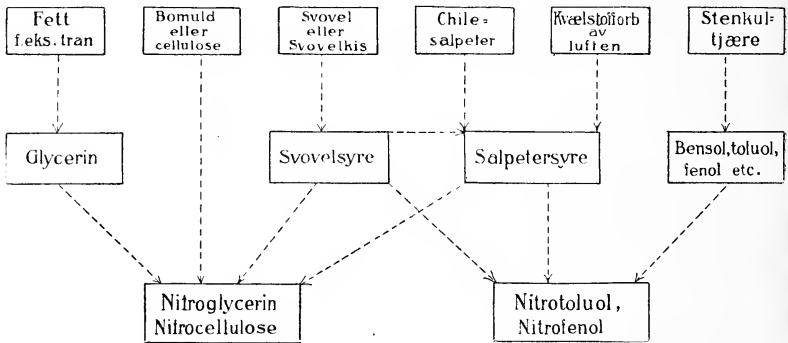 Fett
f.eks. tran
Bomuld
eller
cellulose
Svovel
eller
Svovelkis
Chile=
salpeter
Kvælstofforb
av
luften
Stenkul=
tjære
Glycerin
Svovelsyre
Salpetersyre
Bensol, toluol,
fenol etc.
Nitroglycerin
Nitrocellulose
Nitrotoluol,
Nitrofenol